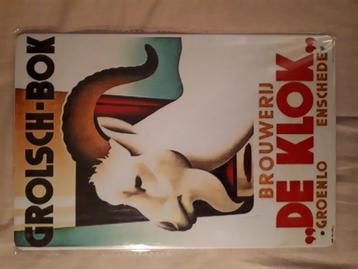 GROLSCH-BOK
BROUWERIJ
„DE KLOK”
·GROENLO ENSCHEDE·